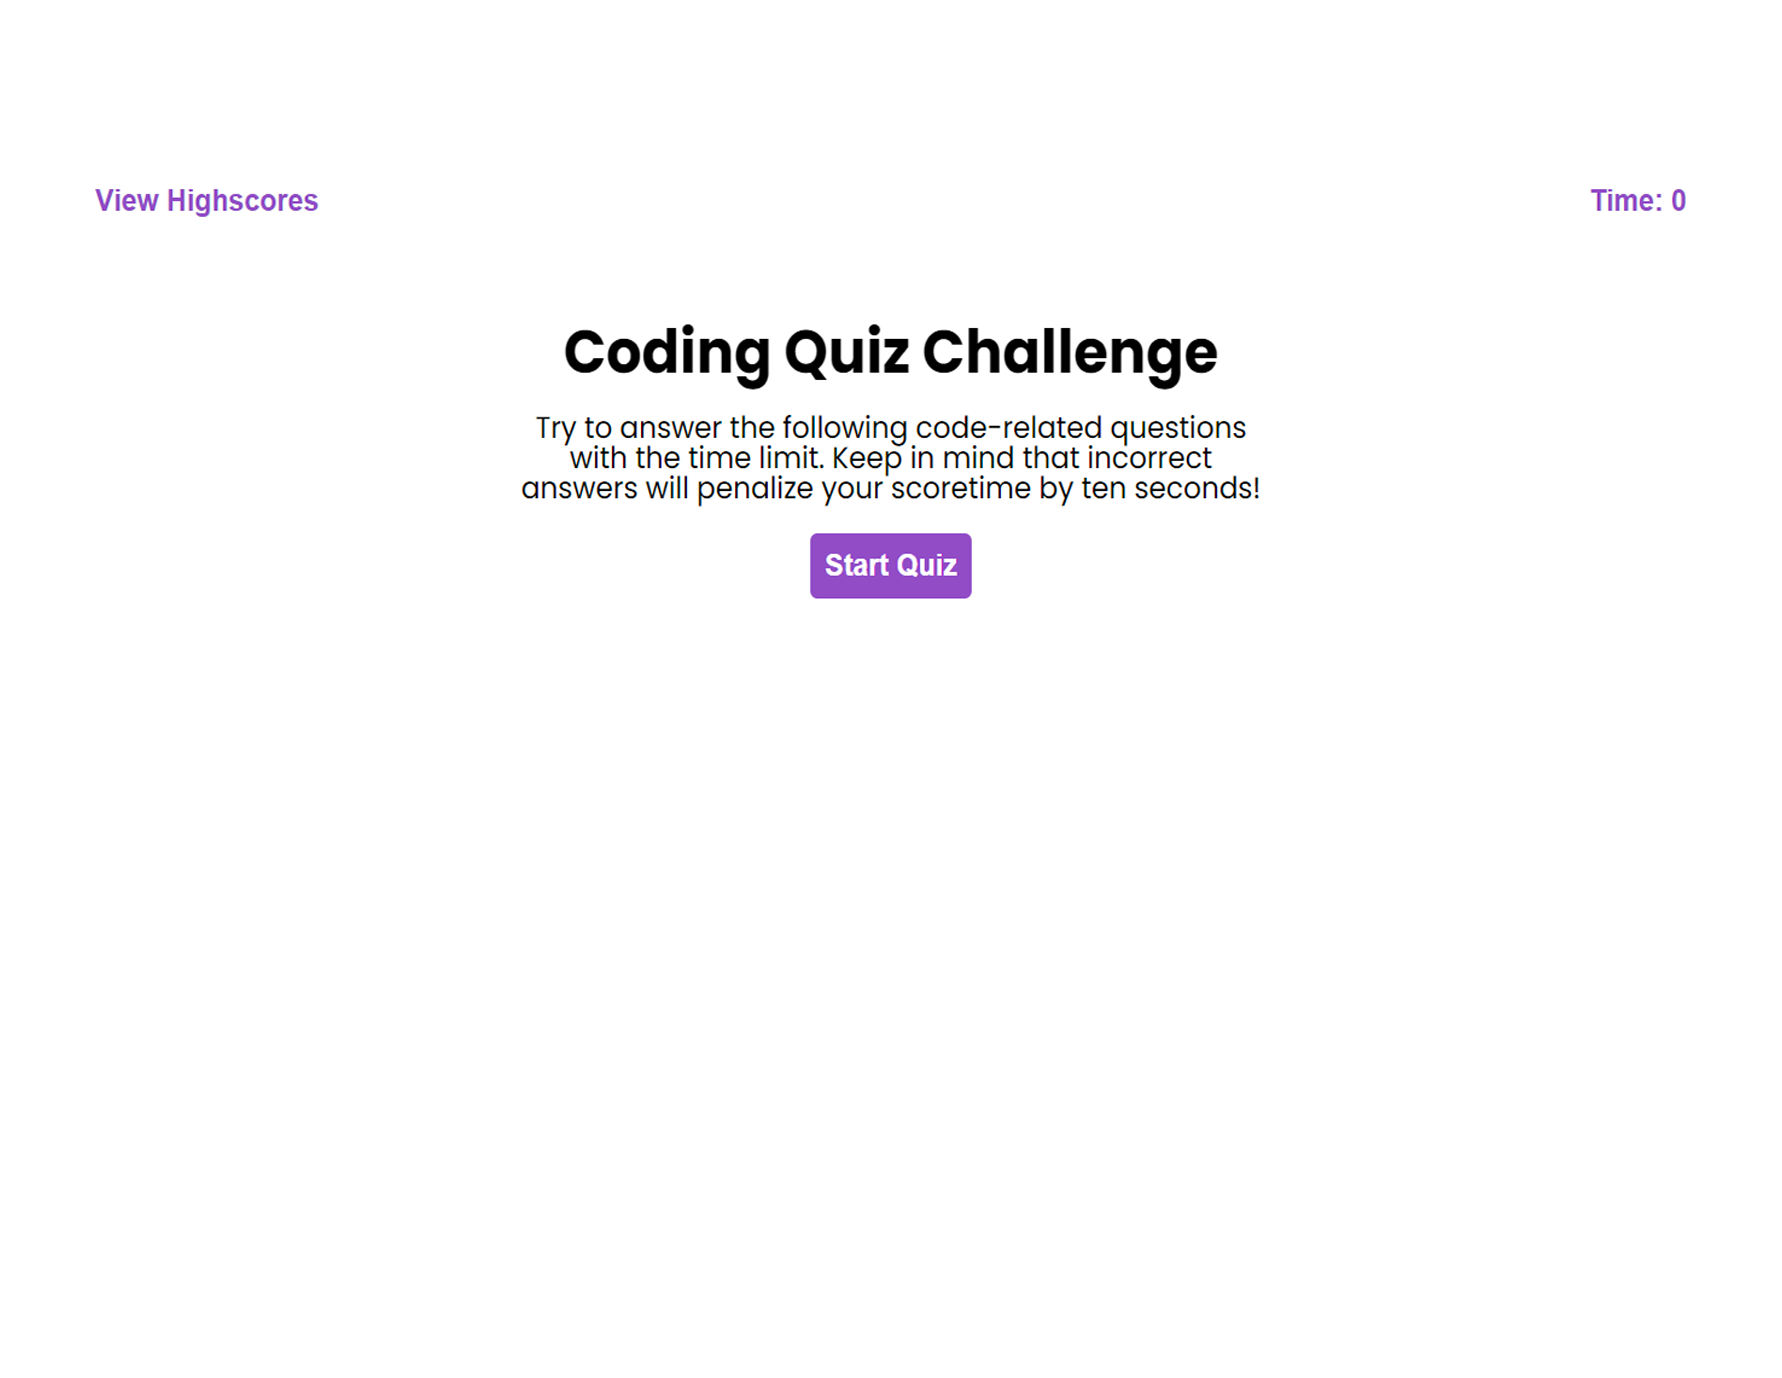 View Highscores
Time: 0
Coding Quiz Challenge
Try to answer the following code-related questions
with the time limit. Keep in mind that incorrect
answers will penalize your scoretime by ten seconds!
Start Quiz